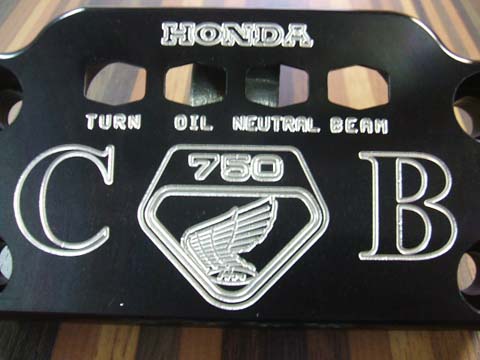 HONDA
TURN OIL NEUTRAL BEAM
C 750 B